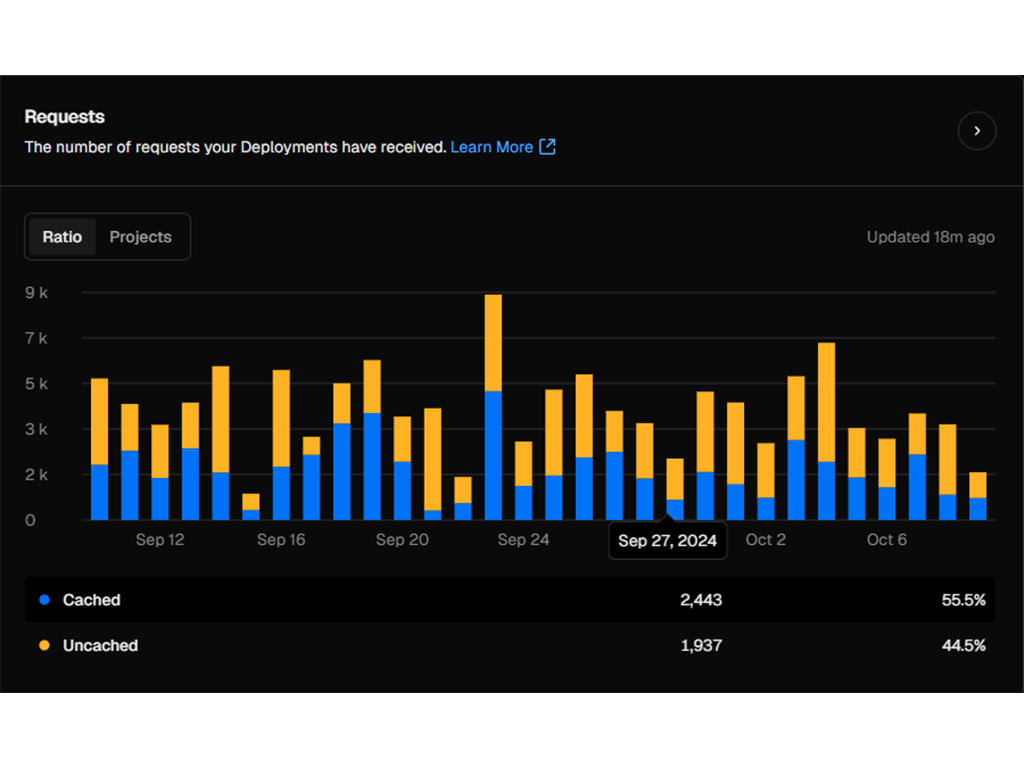 Requests
The number of requests your Deployments have received. Learn More
Ratio Projects
Updated 18m ago
9 k
7 k
5 k
3 k
2 k
0
Sep 12 Sep 16 Sep 20 Sep 24 Sep 27, 2024 Oct 2 Oct 6
Cached 2,443 55.5%
Uncached 1,937 44.5%